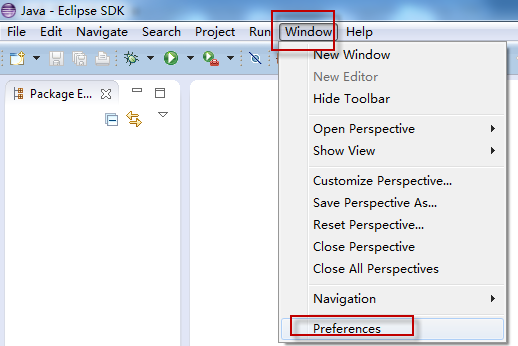 Java - Eclipse SDK
File Edit Navigate Search Project Run Window Help
Package E...
New Window
New Editor
Hide Toolbar
Open Perspective
Show View
Customize Perspective...
Save Perspective As...
Reset Perspective...
Close Perspective
Close All Perspectives
Navigation
Preferences